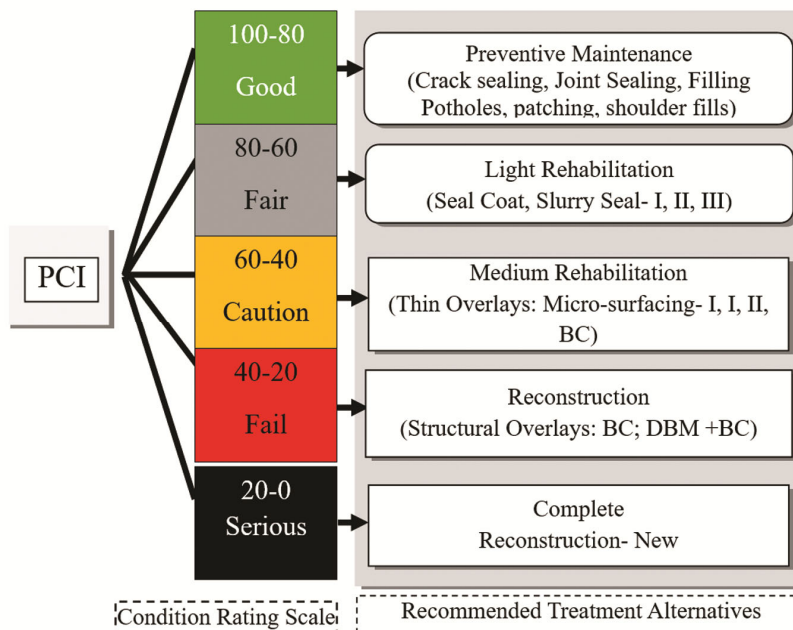 PCI
100-80
Good
Preventive Maintenance
(Crack sealing, Joint Sealing, Filling
Potholes, patching, shoulder fills)
80-60
Fair
Light Rehabilitation
(Seal Coat, Slurry Seal- I, II, III)
60-40
Caution
Medium Rehabilitation
(Thin Overlays: Micro-surfacing- I, I, II,
BC)
40-20
Fail
Reconstruction
(Structural Overlays: BC; DBM +BC)
20-0
Serious
Complete
Reconstruction- New
Condition Rating Scale
Recommended Treatment Alternatives